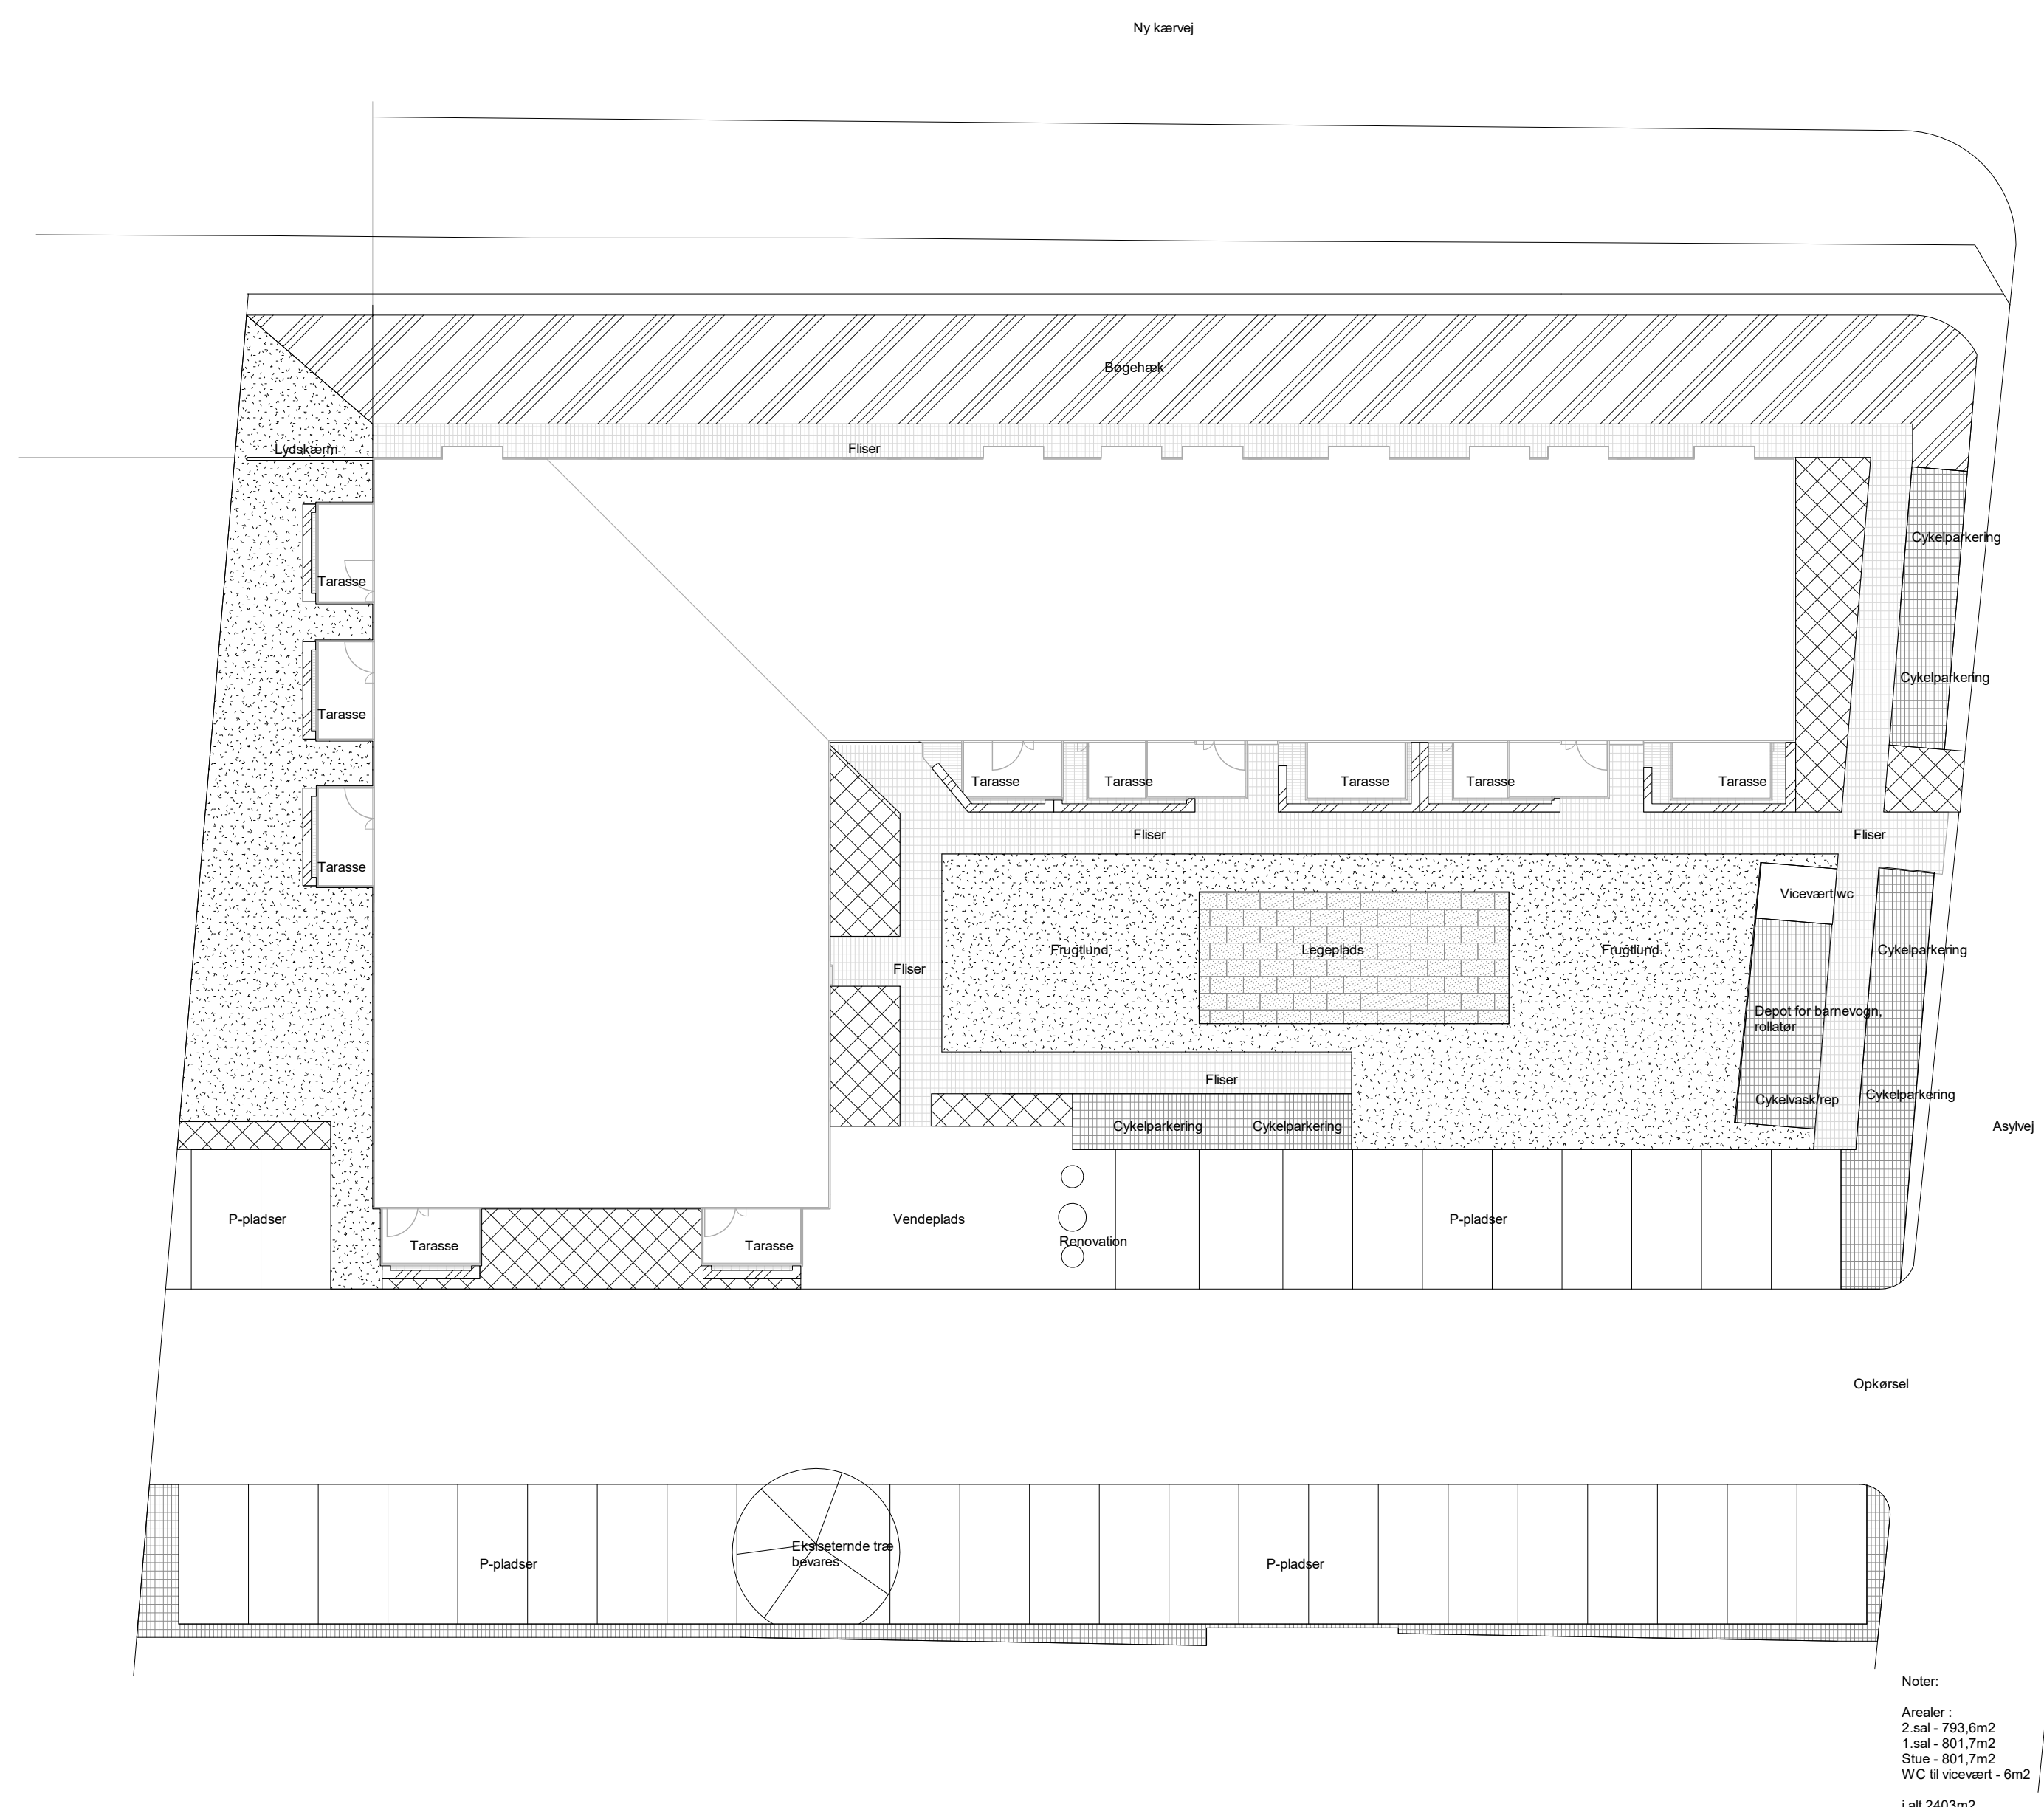 Ny kærvej
Bøgehæk
Lydskærm
Fliser
Cykelparkering
Tarasse
Cykelparkering
Tarasse
Tarasse
Tarasse
Tarasse
Tarasse
Tarasse
Fliser
Fliser
Tarasse
Vicevært wc
Frugtlund
Legeplads
Frugtlund
Cykelparkering
Fliser
Depot for barnevogn,
rollatør
Fliser
Cykelparkering
Cykelvask/rep
Cykelparkering
Cykelparkering
Asylvej
P-pladser
Vendeplads
P-pladser
Renovation
Tarasse
Tarasse
Opkørsel
Eksiseternde træ
bevares
P-pladser
P-pladser
Noter:
Arealer :
2.sal - 793,6m2
1.sal - 801,7m2
Stue - 801,7m2
WC til vicevært - 6m2
i alt 2403m2